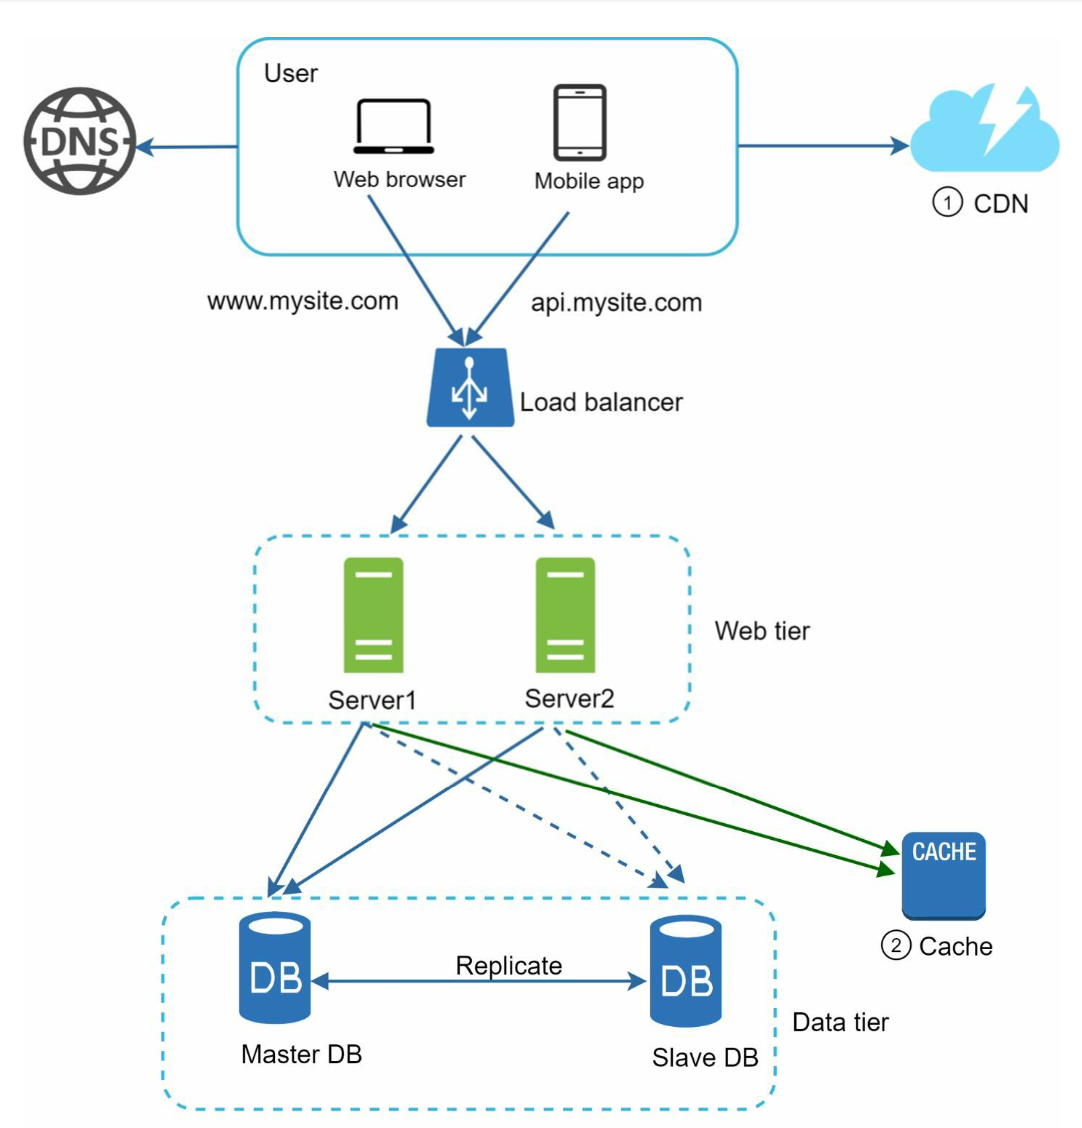 User
DNS
Web browser
Mobile app
1 CDN
www.mysite.com
api.mysite.com
Load balancer
Web tier
Server1
Server2
CACHE
2 Cache
Replicate
DB
DB
Data tier
Master DB
Slave DB